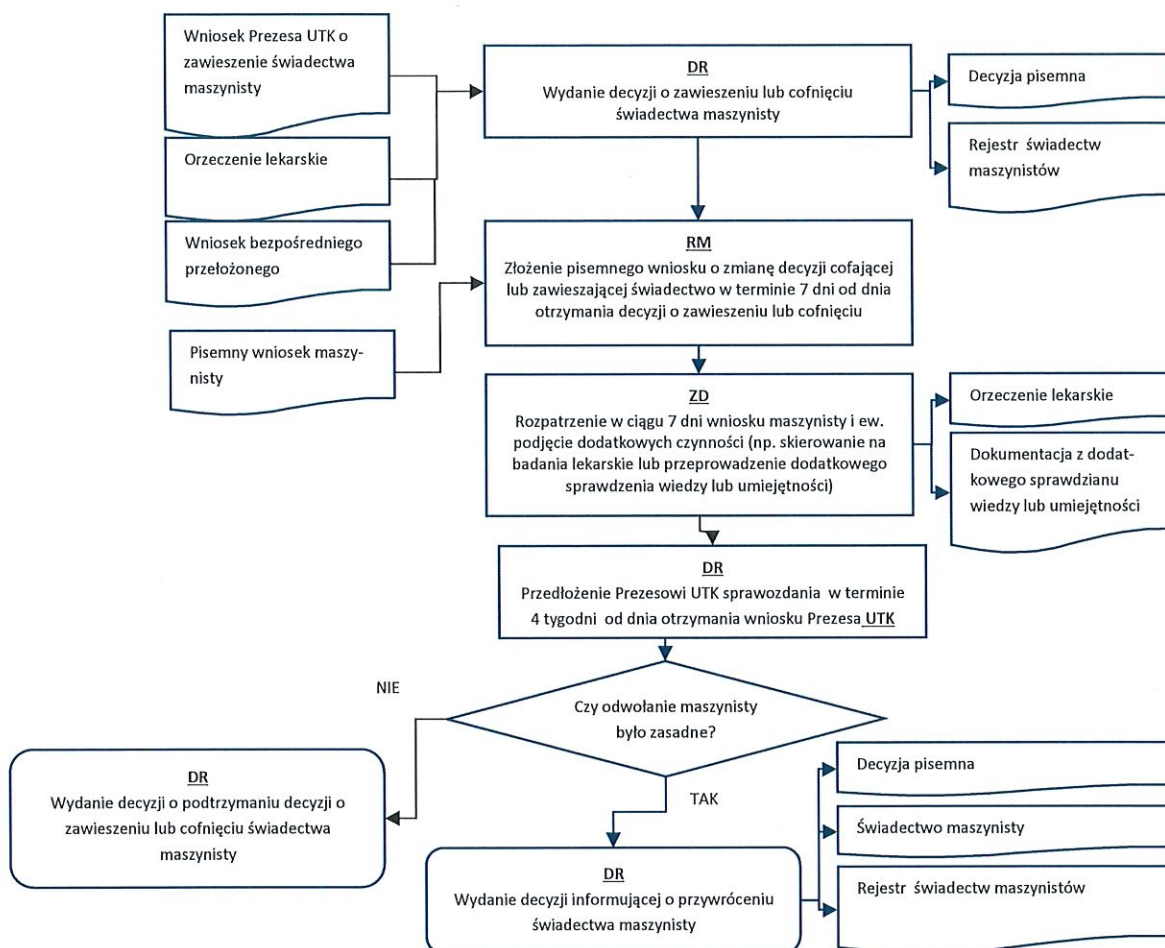 Wniosek Prezesa UTK o
zawieszenie świadectwa
maszynisty
Orzeczenie lekarskie
Wniosek bezpośredniego
przełożonego
Pisemny wniosek maszy-
nisty
DR
Wydanie decyzji o zawieszeniu lub cofnięciu
świadectwa maszynisty
Decyzja pisemna
Rejestr świadectw
maszynistów
RM
Złożenie pisemnego wniosku o zmianę decyzji cofającej
lub zawieszającej świadectwo w terminie 7 dni od dnia
otrzymania decyzji o zawieszeniu lub cofnięciu
ZD
Rozpatrzenie w ciągu 7 dni wniosku maszynisty i ew.
podjęcie dodatkowych czynności (np. skierowanie na
badania lekarskie lub przeprowadzenie dodatkowego
sprawdzenia wiedzy lub umiejętności)
Orzeczenie lekarskie
Dokumentacja z dodat-
kowego sprawdzianu
wiedzy lub umiejętności
DR
Przedłożenie Prezesowi UTK sprawozdania w terminie
4 tygodni od dnia otrzymania wniosku Prezesa UTK
Czy odwołanie maszynisty
było zasadne?
NIE
DR
Wydanie decyzji o podtrzymaniu decyzji o
zawieszeniu lub cofnięciu świadectwa
maszynisty
TAK
DR
Wydanie decyzji informującej o przywróceniu
świadectwa maszynisty
Decyzja pisemna
Świadectwo maszynisty
Rejestr świadectw maszynistów